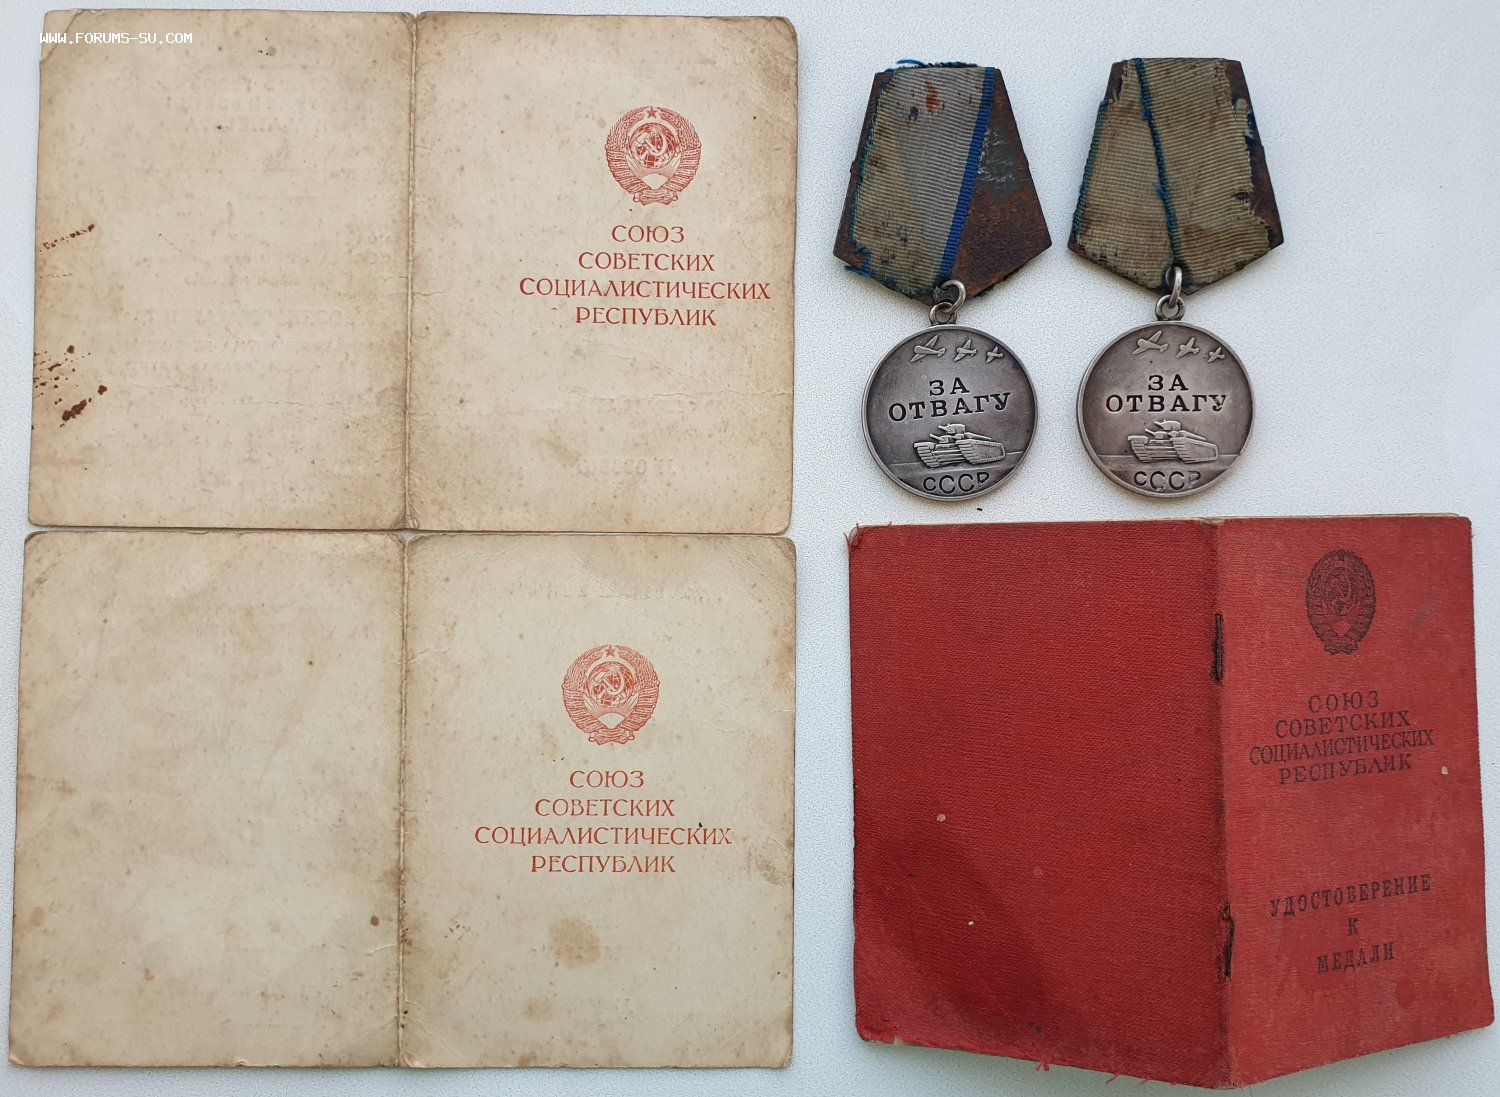 WWW.FORUMS-SU.COM
СОЮЗ
СОВЕТСКИХ
СОЦИАЛИСТИЧЕСКИХ
РЕСПУБЛИК
ЗА
ОТВАГУ
СССР
ЗА
ОТВАГУ
СССР
СОЮЗ
СОВЕТСКИХ
СОЦИАЛИСТИЧЕСКИХ
РЕСПУБЛИК
СОЮЗ
СОВЕТСКИХ
СОЦИАЛИСТИЧЕСКИХ
РЕСПУБЛИК
УДОСТОВЕРЕНИЕ
К
МЕДАЛИ